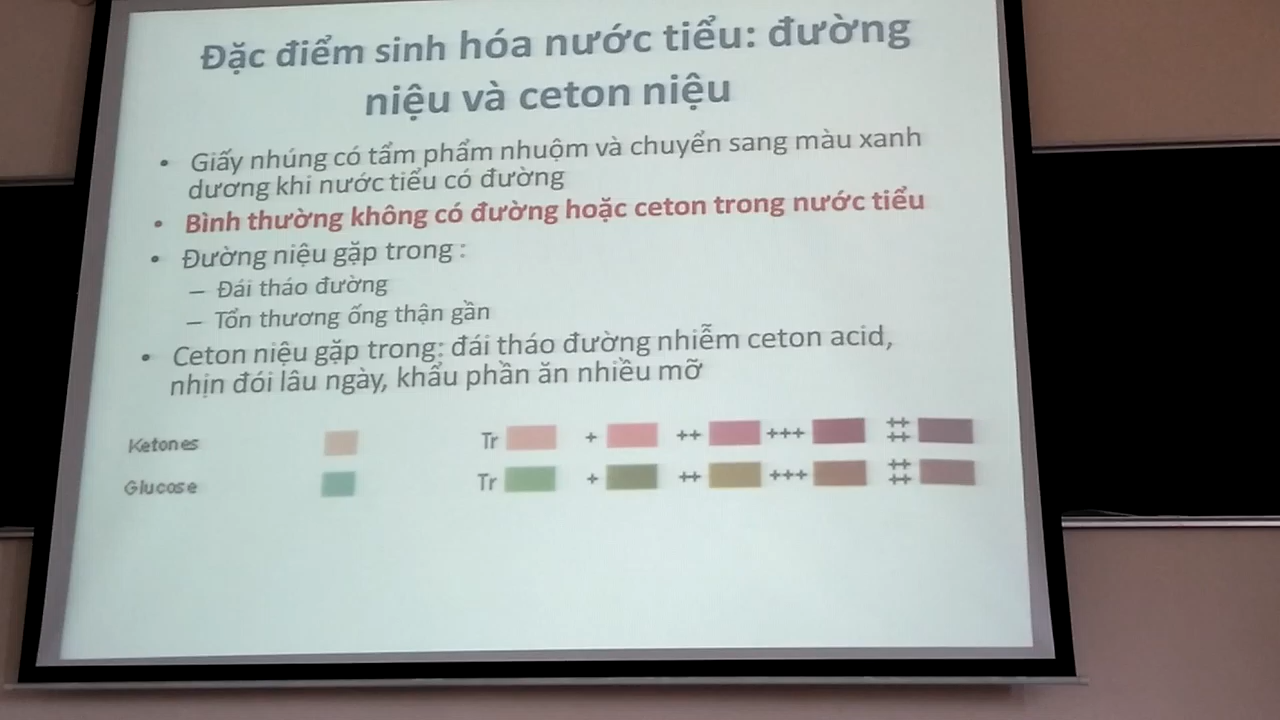 Đặc điểm sinh hóa nước tiểu: đường
niệu và ceton niệu
• Giấy nhúng có tẩm phẩm nhuộm và chuyển sang màu xanh
dương khi nước tiểu có đường
• Bình thường không có đường hoặc ceton trong nước tiểu
• Đường niệu gặp trong :
– Đái tháo đường
– Tổn thương ống thận gần
• Ceton niệu gặp trong: đái tháo đường nhiễm ceton acid,
nhịn đói lâu ngày, khẩu phần ăn nhiều mỡ
Ketones Tr + ++ +++ ++++
Glucose Tr + ++ +++ ++++